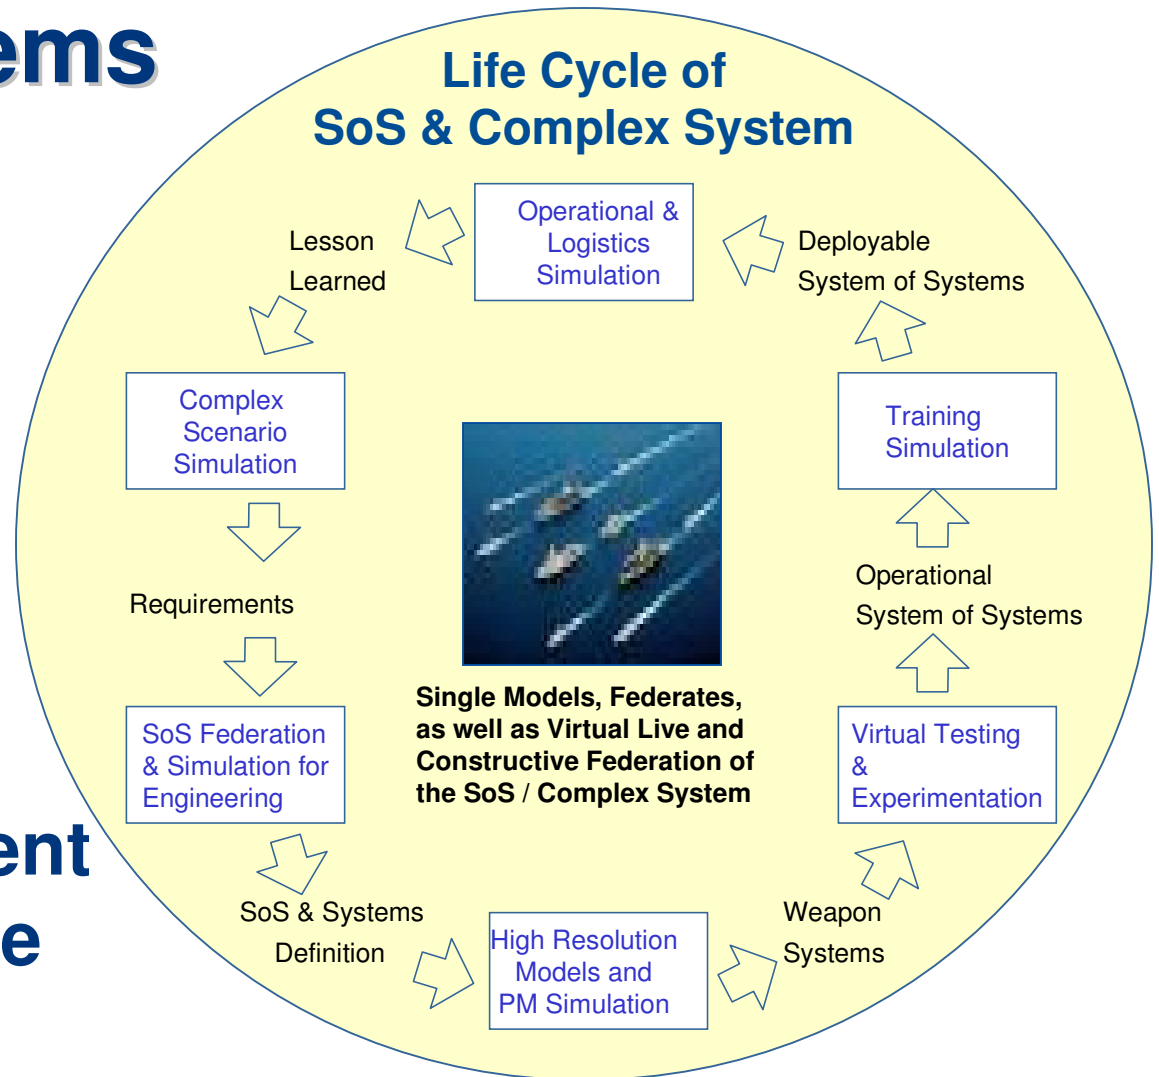 ems
Life Cycle of
SoS & Complex System
Operational &
Logistics
Simulation
Lesson
Learned
Deployable
System of Systems
Complex
Scenario
Simulation
Training
Simulation
Requirements
Operational
System of Systems
Single Models, Federates,
as well as Virtual Live and
Constructive Federation of
the SoS / Complex System
SoS Federation
& Simulation for
Engineering
Virtual Testing
&
Experimentation
ent
e
SoS & Systems
Definition
High Resolution
Models and
PM Simulation
Weapon
Systems